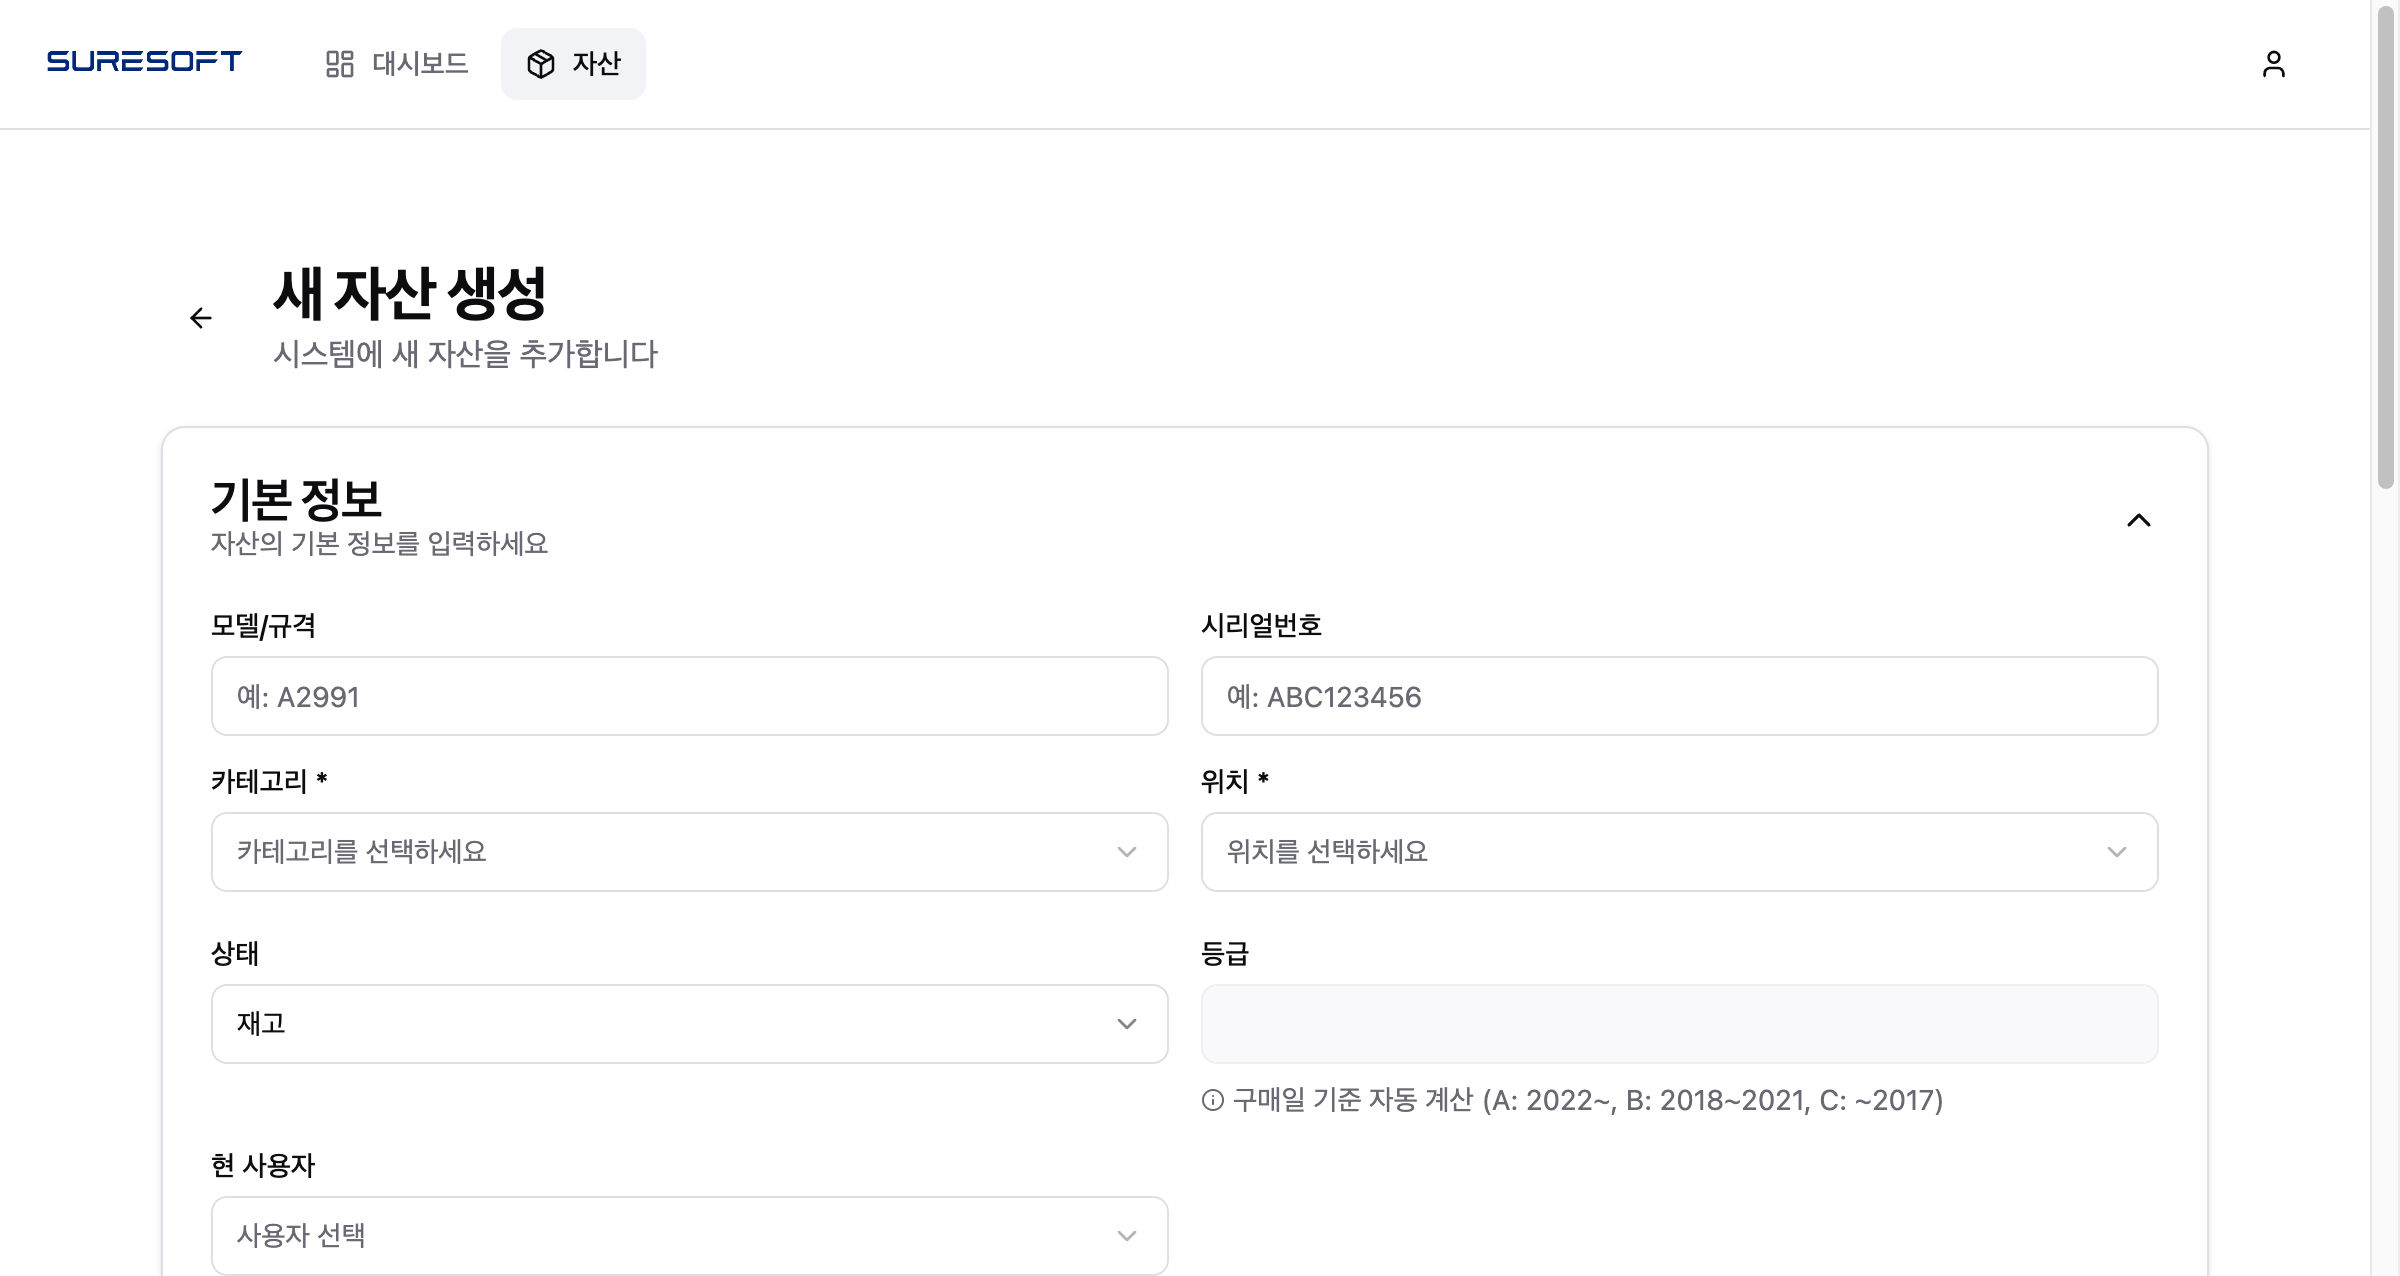 SURESOFT
대시보드
자산
새 자산 생성
시스템에 새 자산을 추가합니다
기본 정보
자산의 기본 정보를 입력하세요
모델/규격
시리얼번호
예: A2991
예: ABC123456
카테고리 *
위치 *
카테고리를 선택하세요
위치를 선택하세요
상태
등급
재고
구매일 기준 자동 계산 (A: 2022~, B: 2018~2021, C: ~2017)
현 사용자
사용자 선택